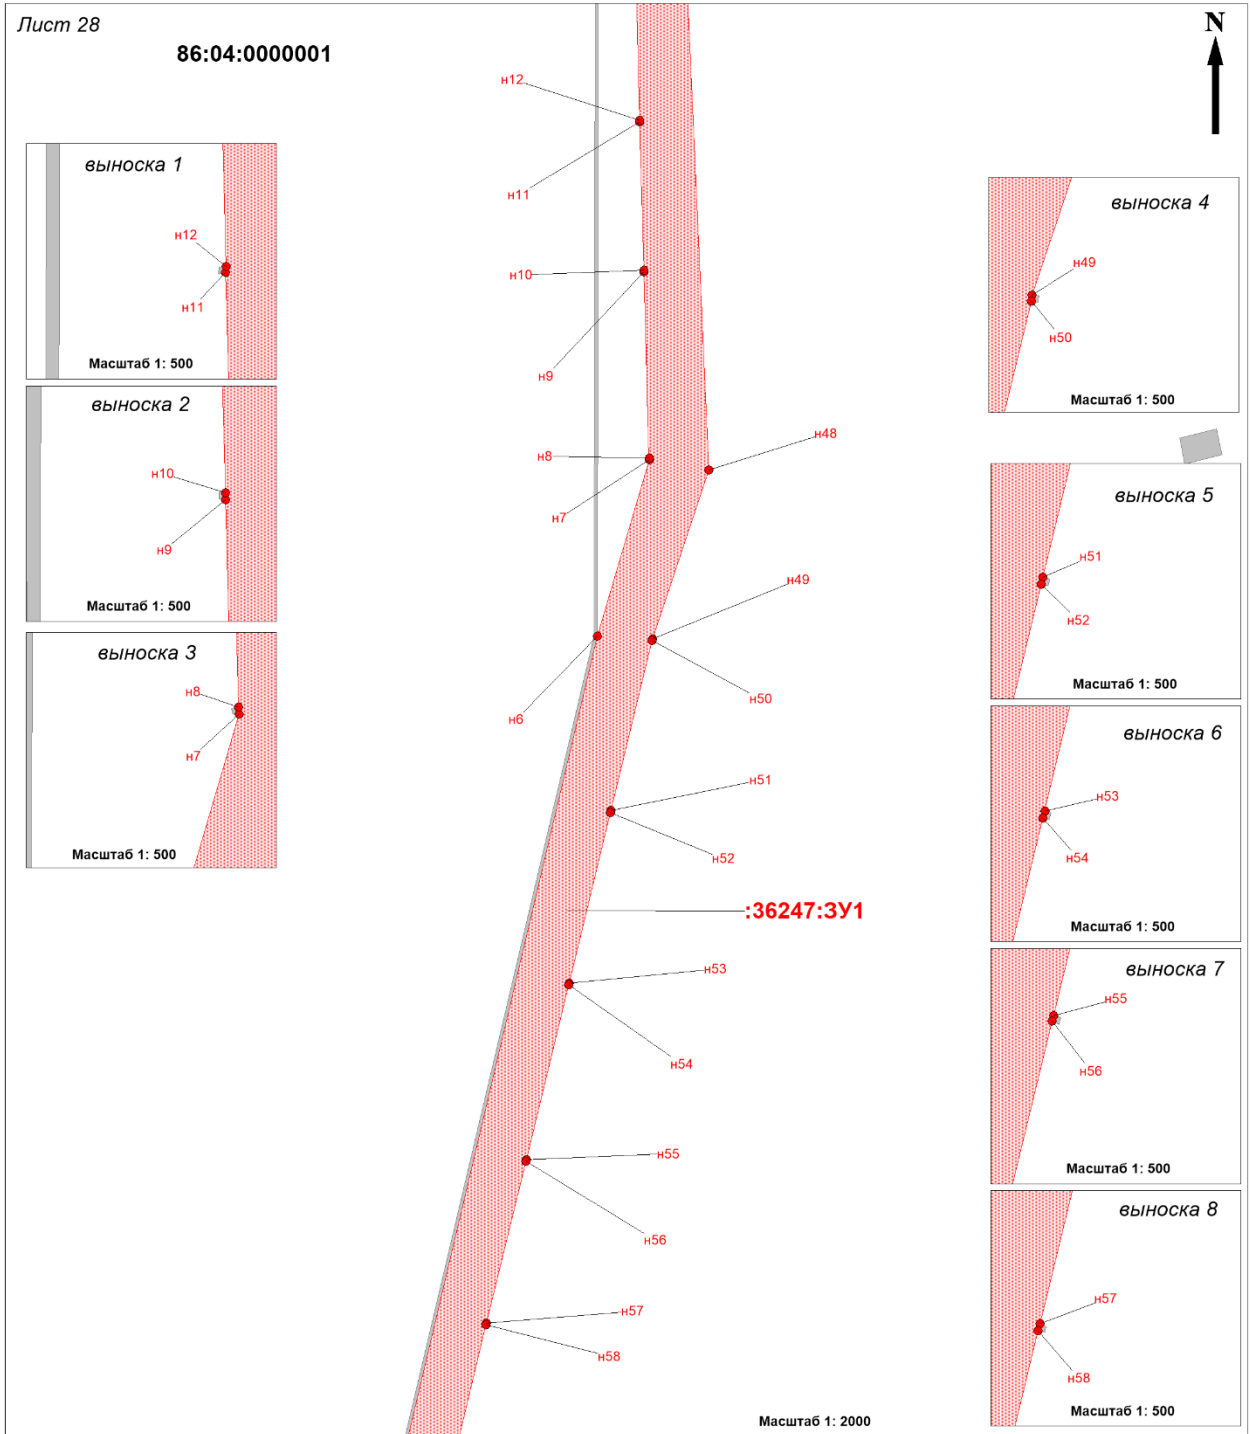 Лист 28
86:04:0000001
N
н12
н11
н10
н9
н8
н7
н6
н48
н49
н50
н51
н52
:36247:ЗУ1
н53
н54
н55
н56
н57
н58
Масштаб 1: 2000
выноска 1
н12
н11
Масштаб 1: 500
выноска 2
н10
н9
Масштаб 1: 500
выноска 3
н8
н7
Масштаб 1: 500
выноска 4
н49
н50
Масштаб 1: 500
выноска 5
н51
н52
Масштаб 1: 500
выноска 6
н53
н54
Масштаб 1: 500
выноска 7
н55
н56
Масштаб 1: 500
выноска 8
н57
н58
Масштаб 1: 500